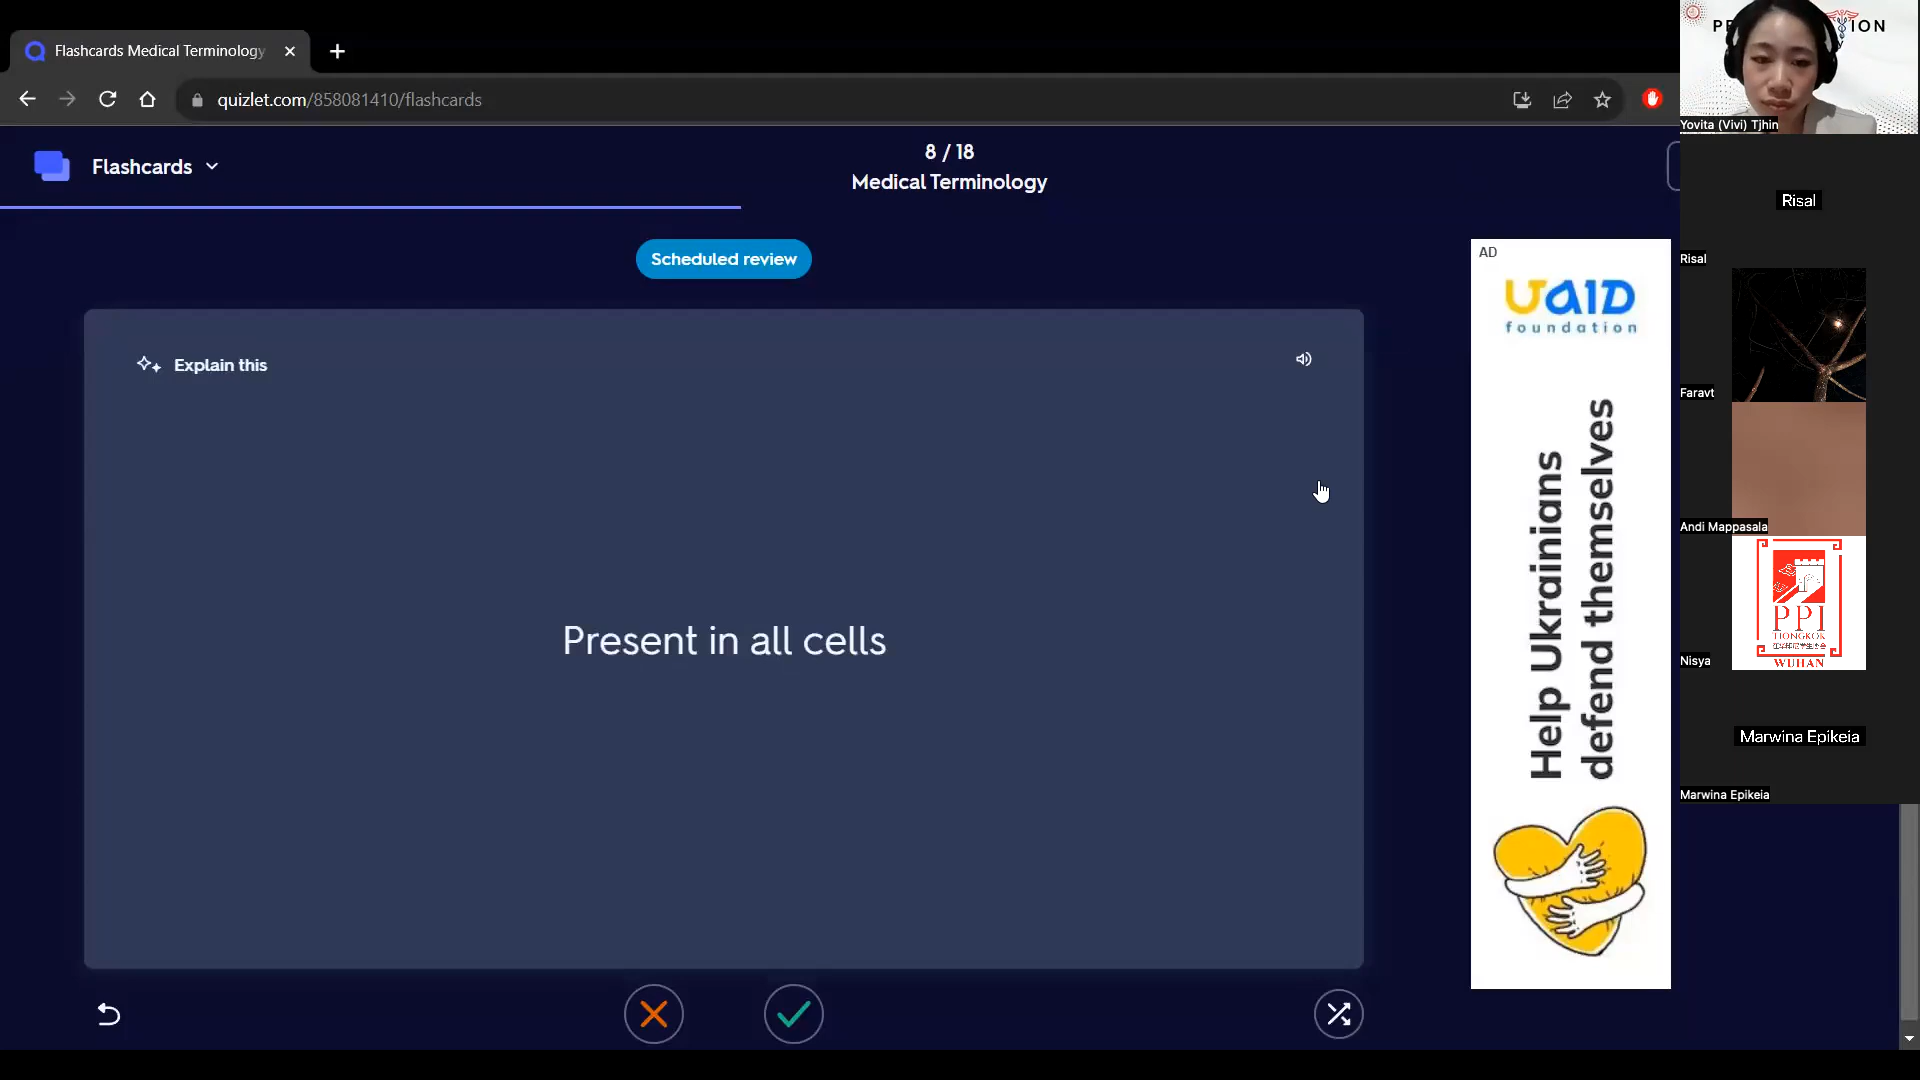 Flashcards Medical Terminology
quizlet.com/858081410/flashcards
Flashcards
8 / 18
Medical Terminology
Scheduled review
Explain this
Present in all cells
AD
UAID
foundation
Help Ukrainians
defend themselves
ION
Yovita (Vivi) Tjhin
Risal
Risal
Faravt
Andi Mappasala
PPI
TIONGKOK
WUHAN
Nisya
Marwina Epikeia
Marwina Epikeia